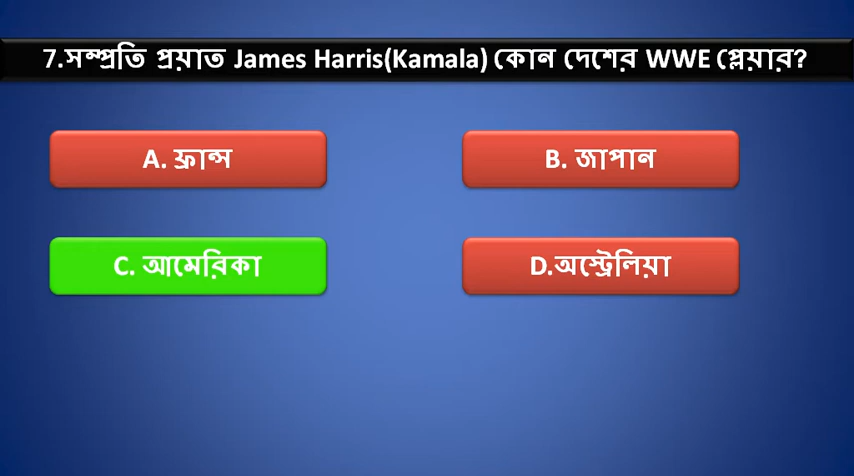 7.সম্প্রতি প্রয়াত James Harris(Kamala) কোন দেশের WWE প্লেয়ার?
A. ফ্রান্স
B. জাপান
C. আমেরিকা
D.অস্ট্রেলিয়া